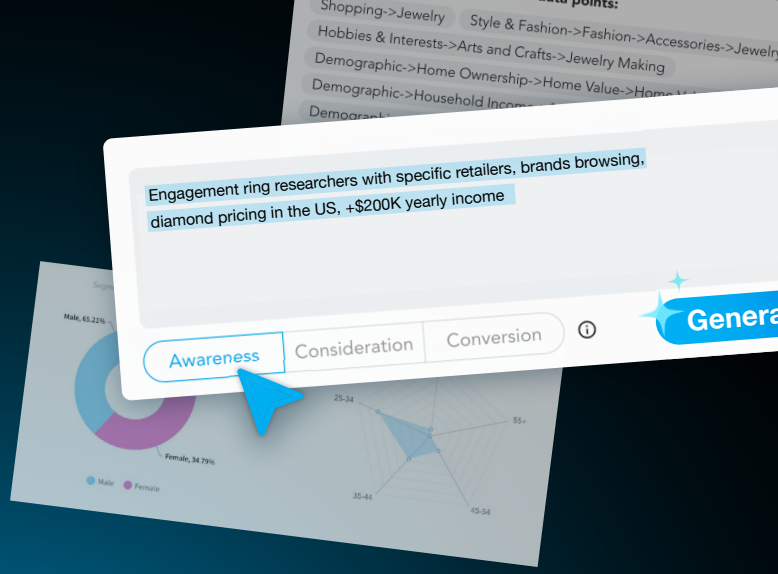 data points:
Shopping->Jewelry
Style & Fashion->Fashion->Accessories->Jewelry
Hobbies & Interests->Arts and Crafts->Jewelry Making
Demographic->Home Ownership->Home Value->Home
Demographic->Household Income
Engagement ring researchers with specific retailers, brands browsing,
diamond pricing in the US, +$200K yearly income
Awareness
Consideration
Conversion
Genera
Male, 65.21%
Female, 34.79%
Male
Female
25-34
55+
35-44
45-54